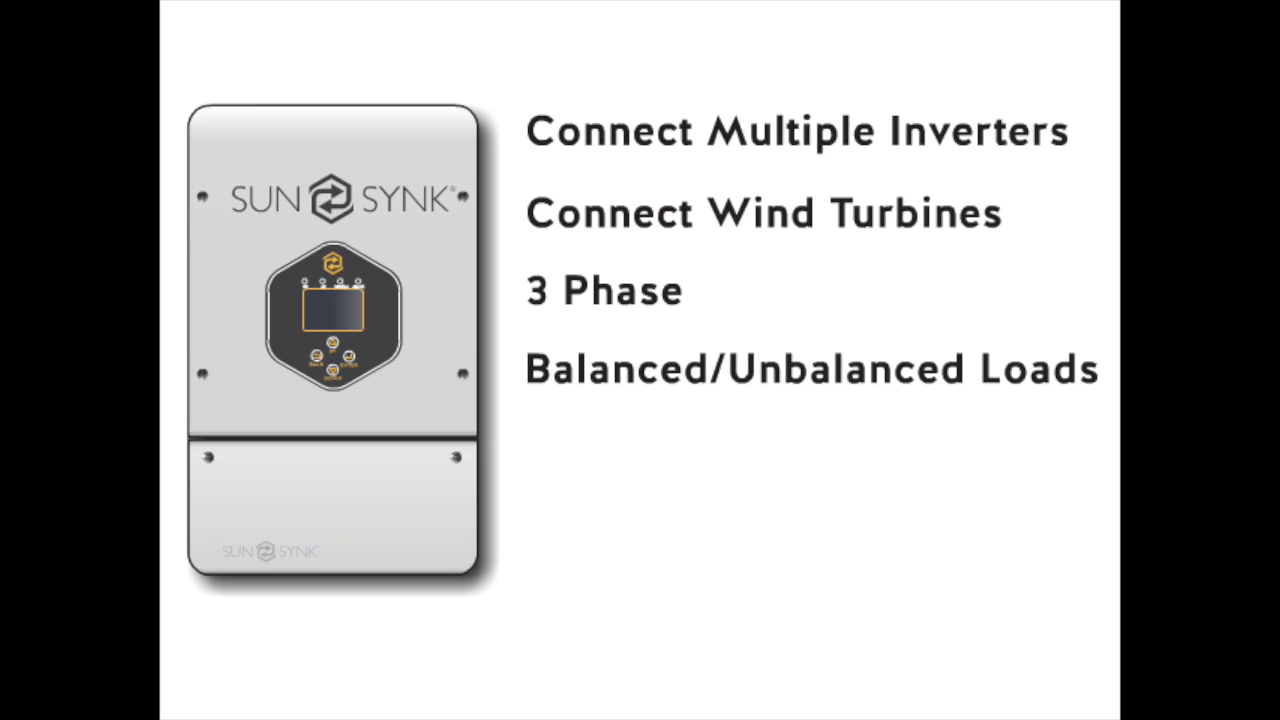 SUN SYNK®
Connect Multiple Inverters
Connect Wind Turbines
3 Phase
Balanced/Unbalanced Loads
SUN SYNK